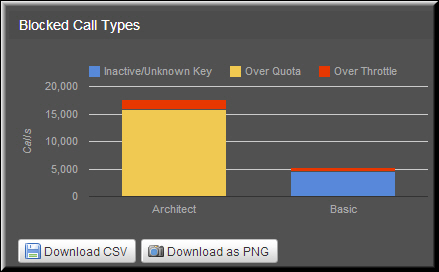 Blocked Call Types
Inactive/Unknown Key Over Quota Over Throttle
20,000
15,000
10,000
5,000
0
Calls
Architect Basic
Download CSV Download as PNG